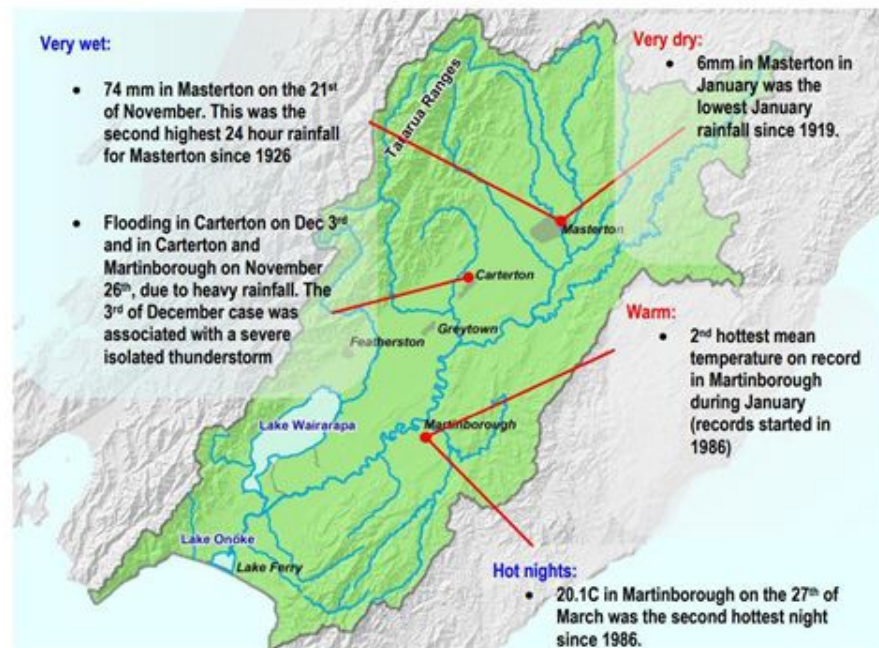 Very wet:
• 74 mm in Masterton on the 21st
of November. This was the
second highest 24 hour rainfall
for Masterton since 1926
• Flooding in Carterton on Dec 3rd
and in Carterton and
Martinborough on November
26th, due to heavy rainfall. The
3rd of December case was
associated with a severe
isolated thunderstorm
Tararua Ranges
Very dry:
• 6mm in Masterton in
January was the
lowest January
rainfall since 1919.
Masterton
Carterton
Greytown
Featherston
Warm:
• 2nd hottest mean
temperature on record
in Martinborough
during January
(records started in
1986)
Lake Wairarapa
Martinborough
Lake Onoke
Lake Ferry
Hot nights:
• 20.1C in Martinborough on the 27th of
March was the second hottest night
since 1986.